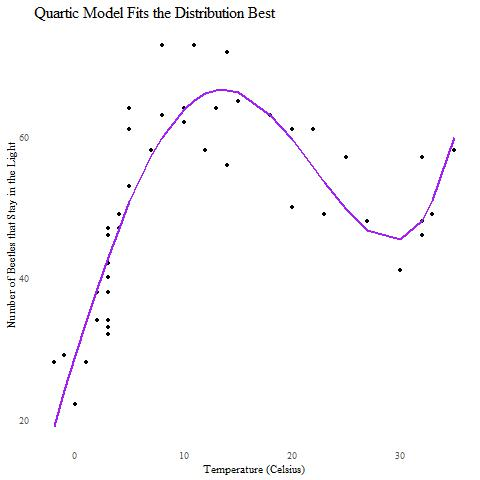 Quartic Model Fits the Distribution Best
Number of Beetles that Stay in the Light
60
40
20
0 10 20 30
Temperature (Celsius)